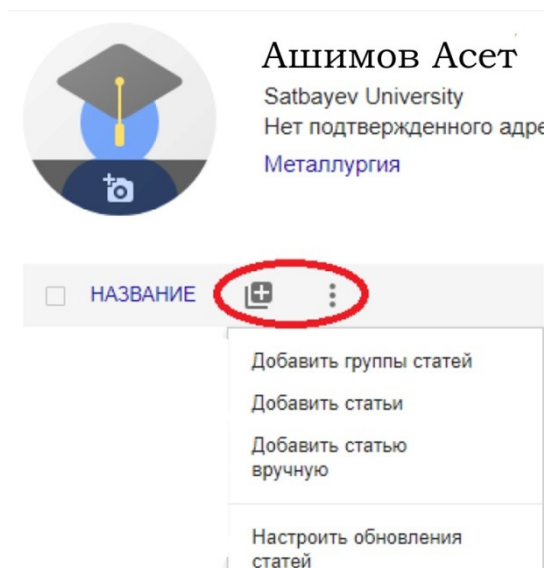 Ашимов Асет
Satbayev University
Нет подтвержденного адре
Металлургия
НАЗВАНИЕ
Добавить группы статей
Добавить статьи
Добавить статью
вручную
Настроить обновления
статей